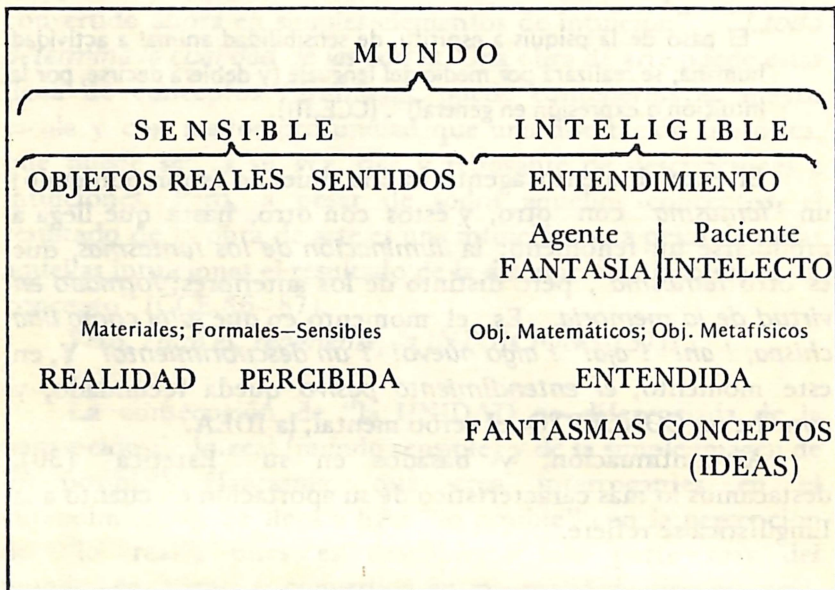 MUNDO
SENSIBLE INTELIGIBLE
OBJETOS REALES SENTIDOS ENTENDIMIENTO
Agente Paciente
FANTASIA INTELECTO
Materiales; Formales—Sensibles Obj. Matemáticos; Obj. Metafísicos
REALIDAD PERCIBIDA ENTENDIDA
FANTASMAS CONCEPTOS
(IDEAS)